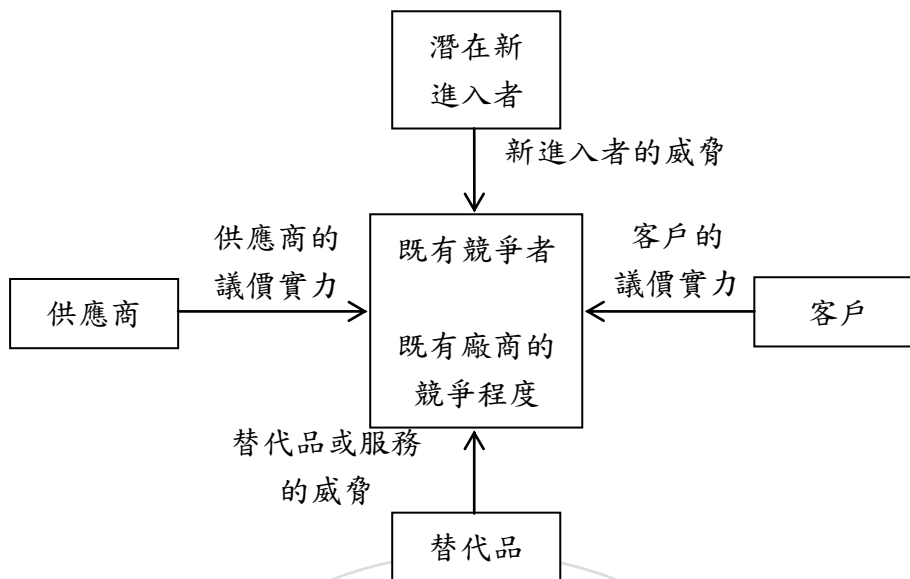 潛在新
進入者
新進入者的威脅
供應商的
議價實力
供應商
既有競爭者
既有廠商的
競爭程度
客戶的
議價實力
客戶
替代品或服務
的威脅
替代品